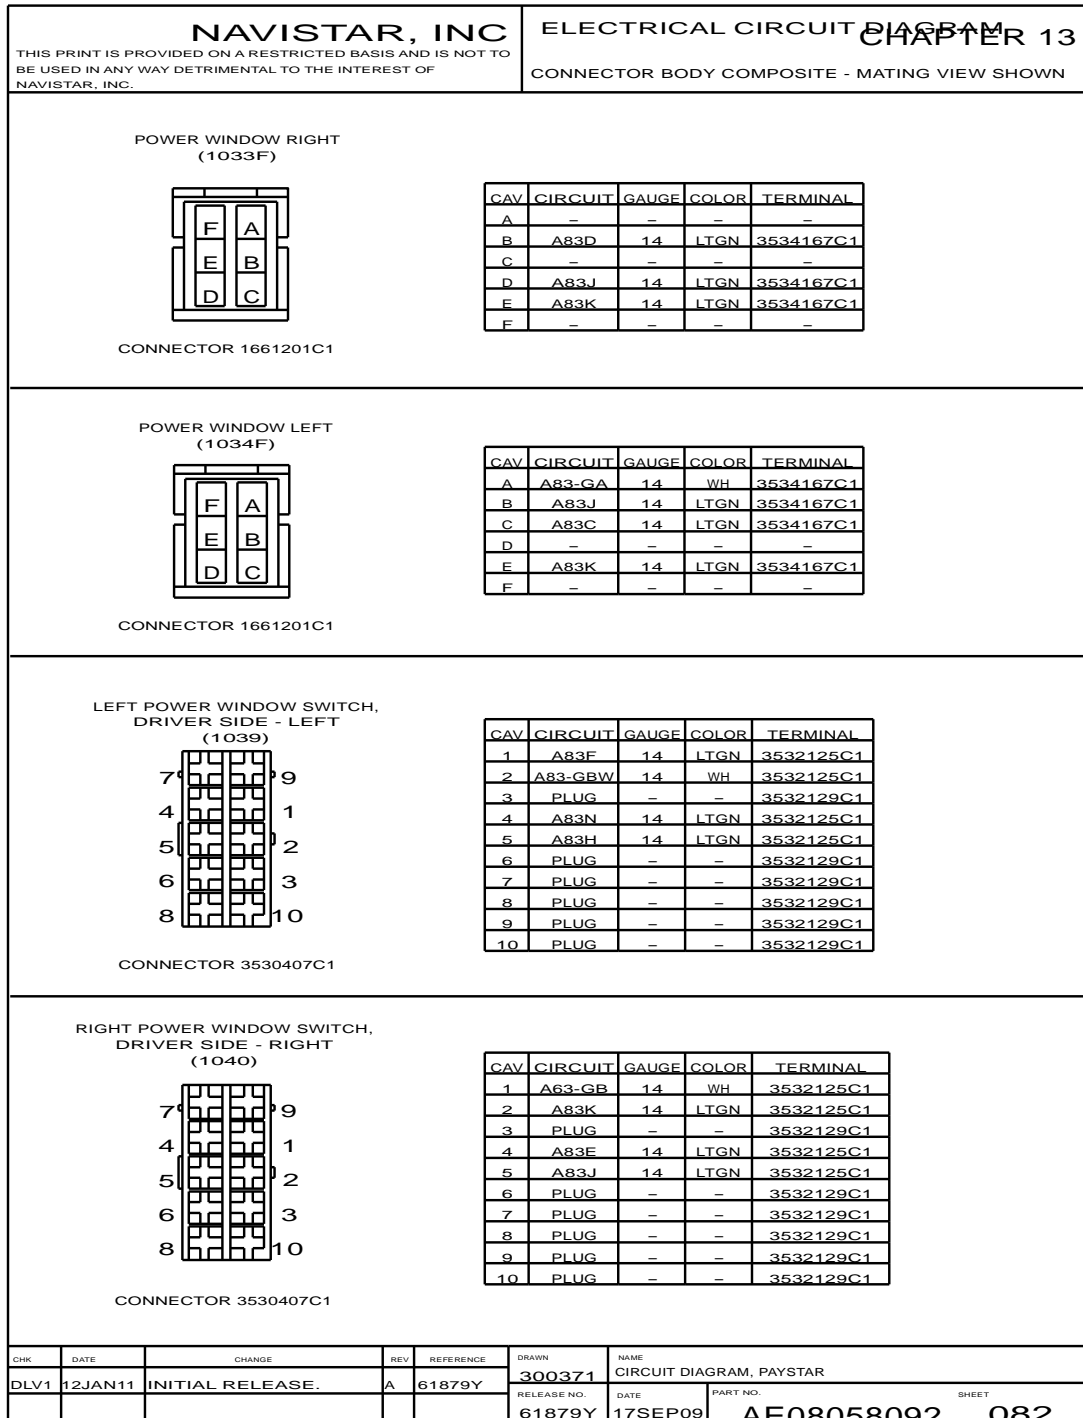 NAVISTAR, INC
THIS PRINT IS PROVIDED ON A RESTRICTED BASIS AND IS NOT TO
BE USED IN ANY WAY DETRIMENTAL TO THE INTEREST OF
NAVISTAR, INC.
ELECTRICAL CIRCUIT DIAGRAM
CHAPTER 13
CONNECTOR BODY COMPOSITE - MATING VIEW SHOWN
POWER WINDOW RIGHT
(1033F)
F A
E B
D C
CONNECTOR 1661201C1
CAV CIRCUIT GAUGE COLOR TERMINAL
A – – – –
B A83D 14 LTGN 3534167C1
C – – – –
D A83J 14 LTGN 3534167C1
E A83K 14 LTGN 3534167C1
F – – – –
POWER WINDOW LEFT
(1034F)
F A
E B
D C
CONNECTOR 1661201C1
CAV CIRCUIT GAUGE COLOR TERMINAL
A A83-GA 14 WH 3534167C1
B A83J 14 LTGN 3534167C1
C A83C 14 LTGN 3534167C1
D – – – –
E A83K 14 LTGN 3534167C1
F – – – –
LEFT POWER WINDOW SWITCH,
DRIVER SIDE - LEFT
(1039)
7 9
4 1
5 2
6 3
8 10
CONNECTOR 3530407C1
CAV CIRCUIT GAUGE COLOR TERMINAL
1 A83F 14 LTGN 3532125C1
2 A83-GBW 14 WH 3532125C1
3 PLUG – – 3532129C1
4 A83N 14 LTGN 3532125C1
5 A83H 14 LTGN 3532125C1
6 PLUG – – 3532129C1
7 PLUG – – 3532129C1
8 PLUG – – 3532129C1
9 PLUG – – 3532129C1
10 PLUG – – 3532129C1
RIGHT POWER WINDOW SWITCH,
DRIVER SIDE - RIGHT
(1040)
7 9
4 1
5 2
6 3
8 10
CONNECTOR 3530407C1
CAV CIRCUIT GAUGE COLOR TERMINAL
1 A63-GB 14 WH 3532125C1
2 A83K 14 LTGN 3532125C1
3 PLUG – – 3532129C1
4 A83E 14 LTGN 3532125C1
5 A83J 14 LTGN 3532125C1
6 PLUG – – 3532129C1
7 PLUG – – 3532129C1
8 PLUG – – 3532129C1
9 PLUG – – 3532129C1
10 PLUG – – 3532129C1
CHK DATE CHANGE REV REFERENCE
DLV1 12JAN11 INITIAL RELEASE. A 61879Y
DRAWN
300371
NAME
CIRCUIT DIAGRAM, PAYSTAR
RELEASE NO.
61879Y
DATE
17SEP09
PART NO.
AE08058092
SHEET
082